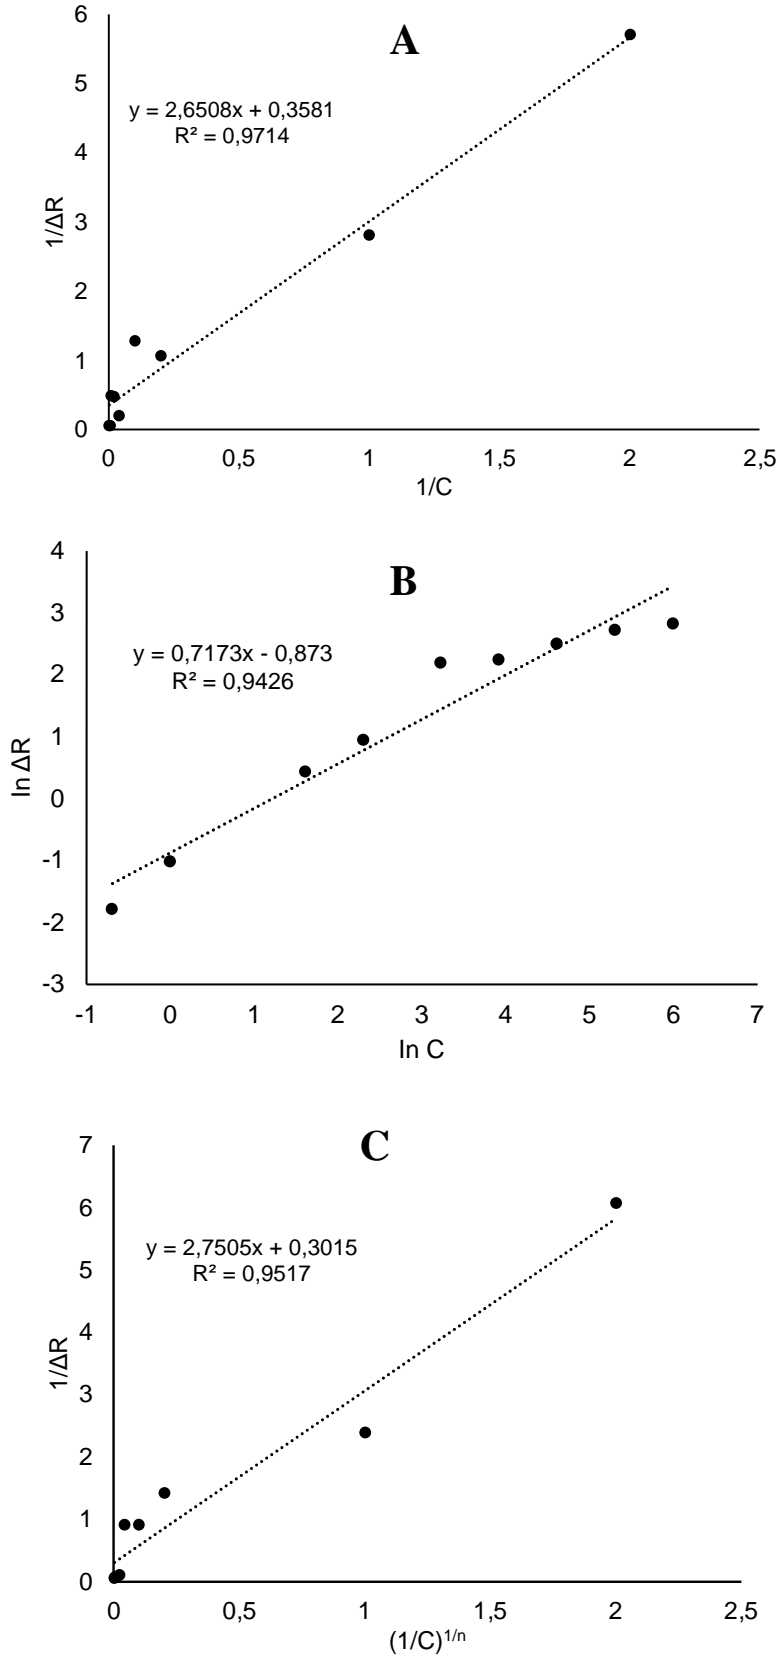 A
6
5
4
3
2
1
0
y = 2,6508x + 0,3581
R² = 0,9714
1/ΔR
0 0,5 1 1,5 2 2,5
1/C
B
4
3
2
1
0
-1
-2
-3
y = 0,7173x - 0,873
R² = 0,9426
ln ΔR
-1 0 1 2 3 4 5 6 7
ln C
C
7
6
5
4
3
2
1
0
y = 2,7505x + 0,3015
R² = 0,9517
1/ΔR
0 0,5 1 1,5 2 2,5
(1/C)¹/ⁿ